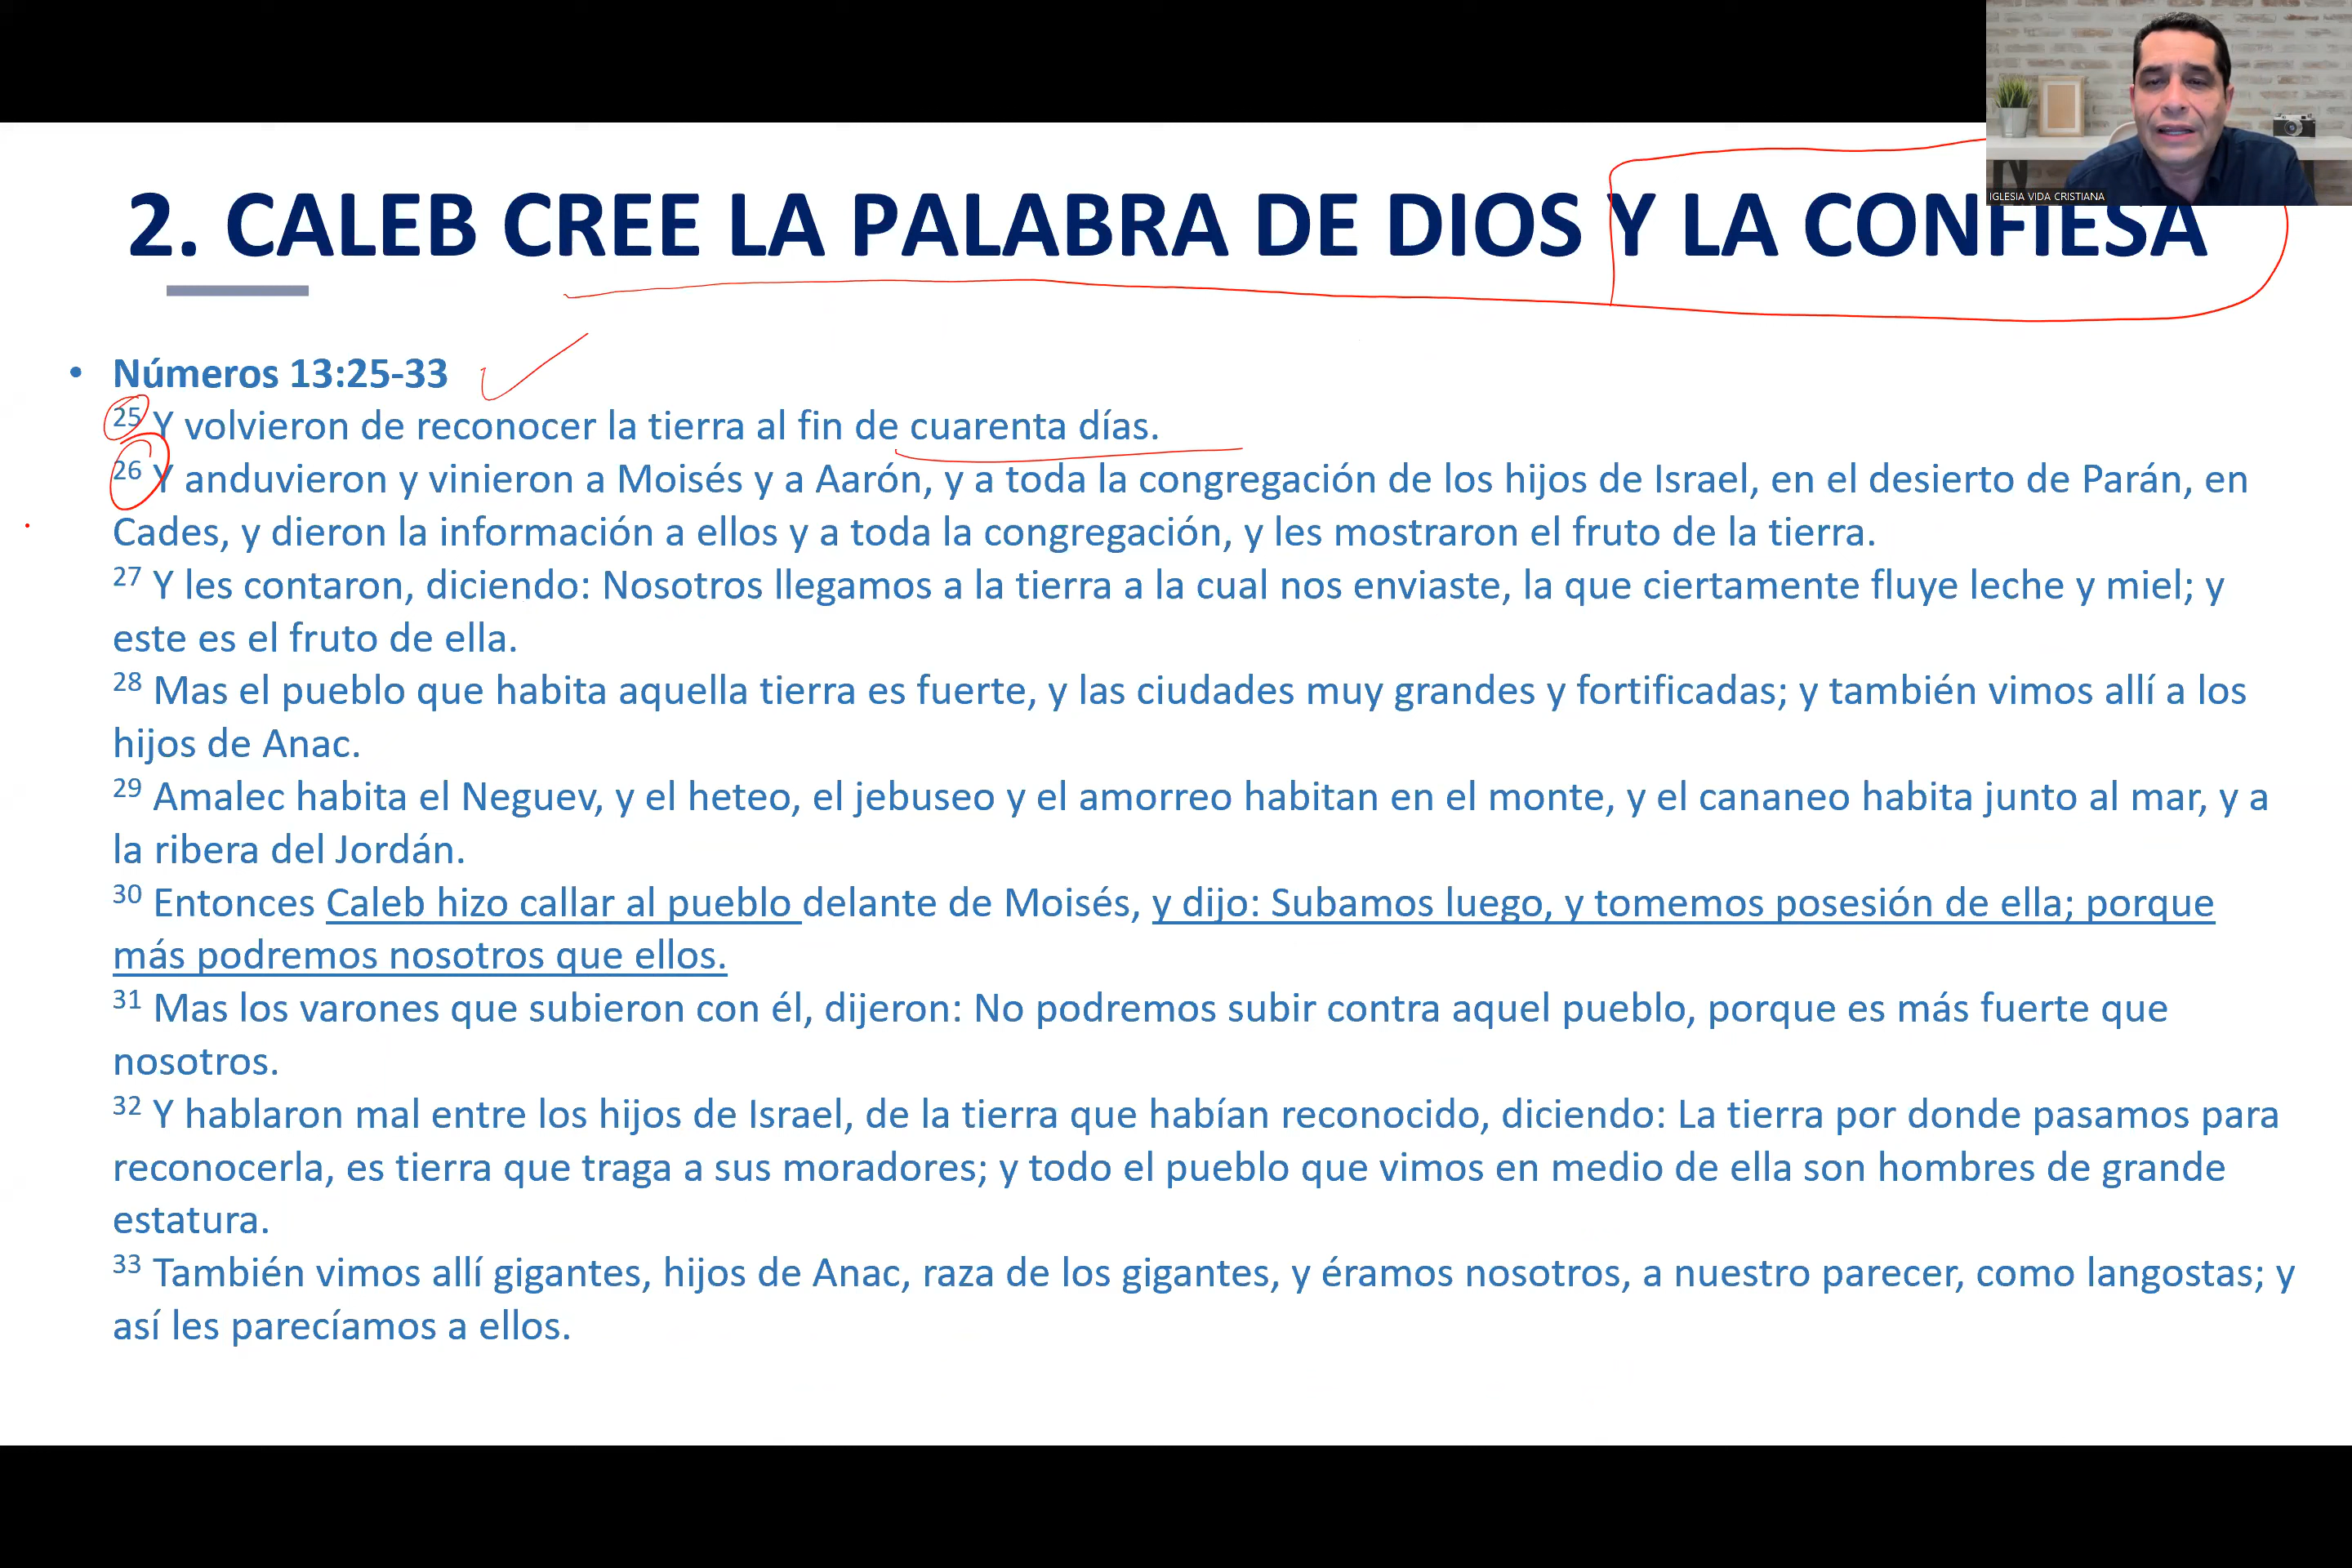 IGLESIA VIDA CRISTIANA
2. CALEB CREE LA PALABRA DE DIOS Y LA CONFIESA
• Números 13:25-33
25 Y volvieron de reconocer la tierra al fin de cuarenta días.
26 Y anduvieron y vinieron a Moisés y a Aarón, y a toda la congregación de los hijos de Israel, en el desierto de Parán, en
Cades, y dieron la información a ellos y a toda la congregación, y les mostraron el fruto de la tierra.
27 Y les contaron, diciendo: Nosotros llegamos a la tierra a la cual nos enviaste, la que ciertamente fluye leche y miel; y
este es el fruto de ella.
28 Mas el pueblo que habita aquella tierra es fuerte, y las ciudades muy grandes y fortificadas; y también vimos allí a los
hijos de Anac.
29 Amalec habita el Neguev, y el heteo, el jebuseo y el amorreo habitan en el monte, y el cananeo habita junto al mar, y a
la ribera del Jordán.
30 Entonces Caleb hizo callar al pueblo delante de Moisés, y dijo: Subamos luego, y tomemos posesión de ella; porque
más podremos nosotros que ellos.
31 Mas los varones que subieron con él, dijeron: No podremos subir contra aquel pueblo, porque es más fuerte que
nosotros.
32 Y hablaron mal entre los hijos de Israel, de la tierra que habían reconocido, diciendo: La tierra por donde pasamos para
reconocerla, es tierra que traga a sus moradores; y todo el pueblo que vimos en medio de ella son hombres de grande
estatura.
33 También vimos allí gigantes, hijos de Anac, raza de los gigantes, y éramos nosotros, a nuestro parecer, como langostas; y
así les parecíamos a ellos.